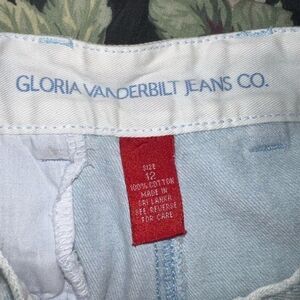 GLORIA VANDERBILT JEANS CO.
SIZE
12
100% COTTON
MADE IN
SRI LANKA
SEE REVERSE
FOR CARE